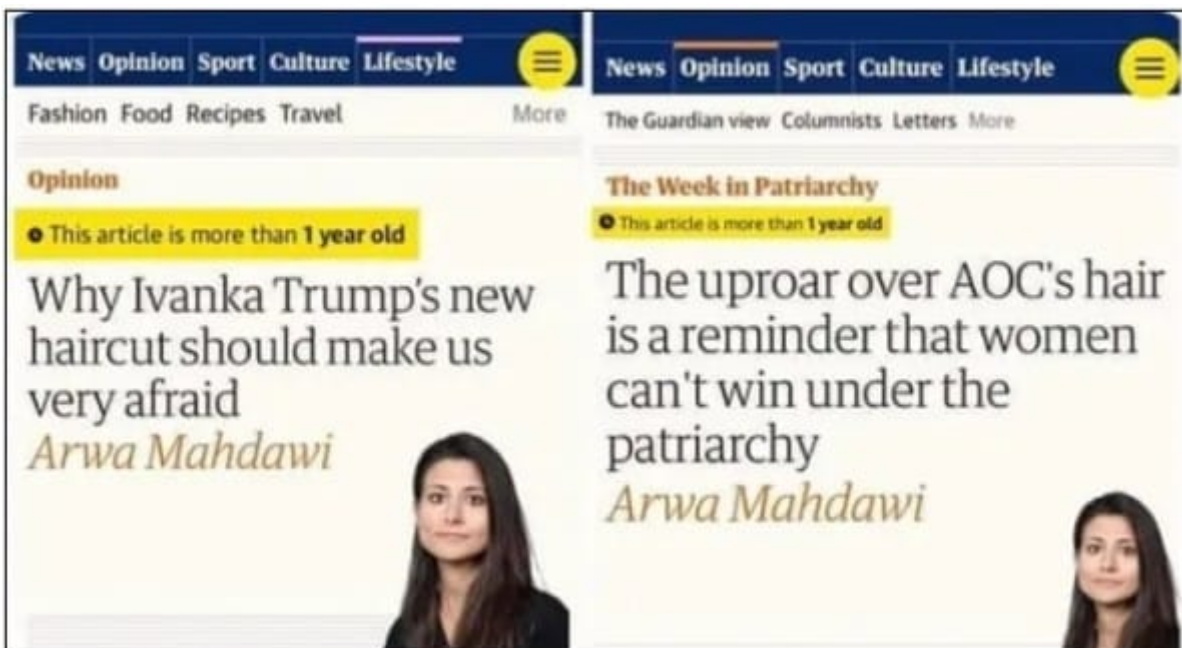 News Opinion Sport Culture Lifestyle
Fashion Food Recipes Travel More
Opinion
This article is more than 1 year old
Why Ivanka Trump's new
haircut should make us
very afraid
Arwa Mahdawi
News Opinion Sport Culture Lifestyle
The Guardian view Columnists Letters More
The Week in Patriarchy
This article is more than 1 year old
The uproar over AOC's hair
is a reminder that women
can't win under the
patriarchy
Arwa Mahdawi